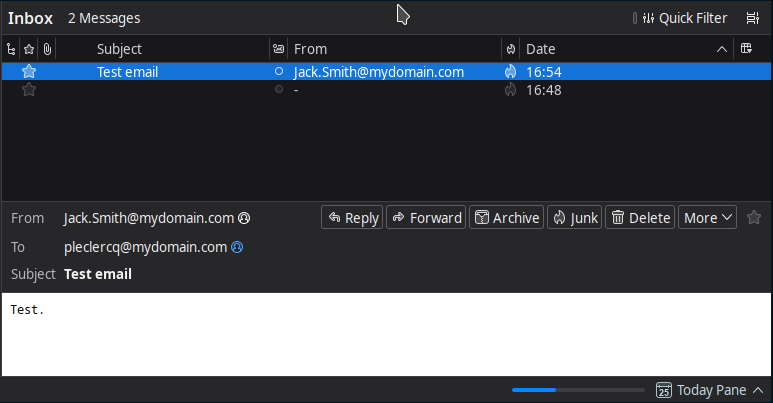 Inbox 2 Messages Quick Filter
Subject From Date
Test email Jack.Smith@mydomain.com 16:54
- 16:48
From Jack.Smith@mydomain.com Reply Forward Archive Junk Delete More
To pleclercq@mydomain.com
Subject Test email
Test.
25 Today Pane